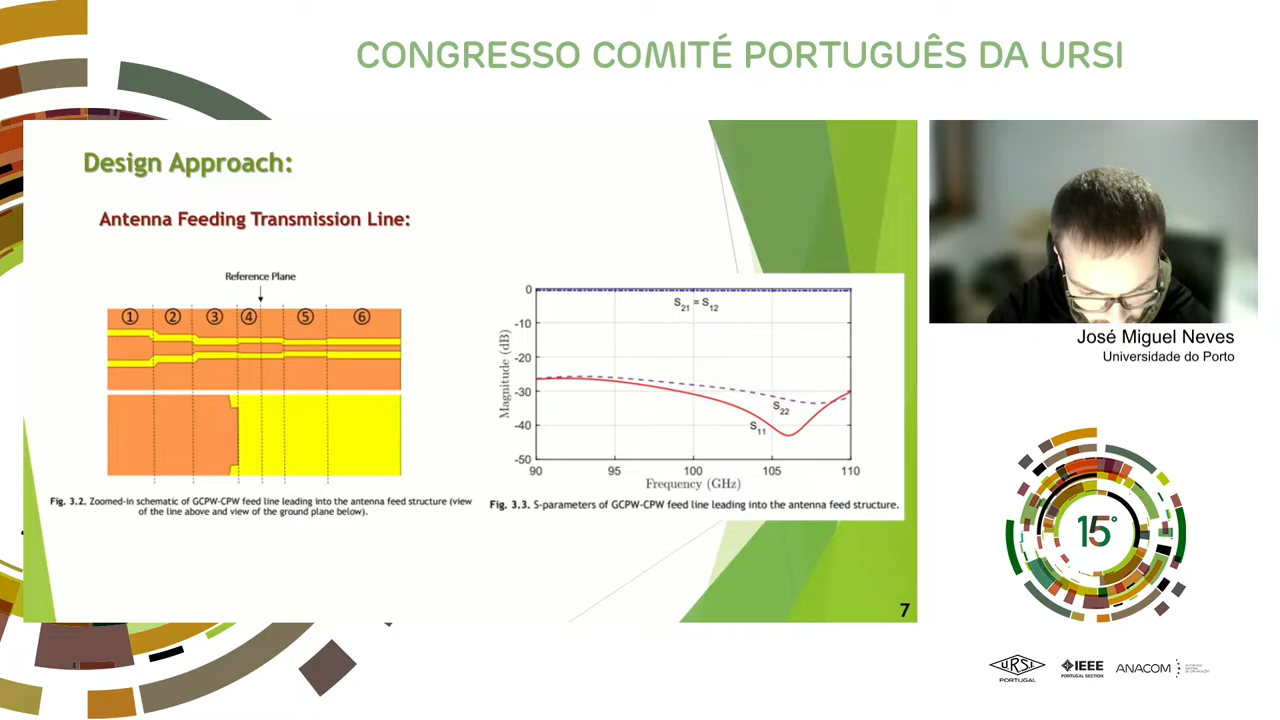 CONGRESSO COMITÉ PORTUGUÊS DA URSI
Design Approach:
Antenna Feeding Transmission Line:
Reference Plane
① ② ③ ④ ⑤ ⑥
Fig. 3.2. Zoomed-in schematic of GCPW-CPW feed line leading into the antenna feed structure (view
of the line above and view of the ground plane below).
0
-10
-20
-30
-40
-50
Magnitude (dB)
S21 = S12
S22
S11
90 95 100 105 110
Frequency (GHz)
Fig. 3.3. S-parameters of GCPW-CPW feed line leading into the antenna feed structure.
7
José Miguel Neves
Universidade do Porto
15°
URSI
PORTUGAL
IEEE
PORTUGAL SECTION
ANACOM